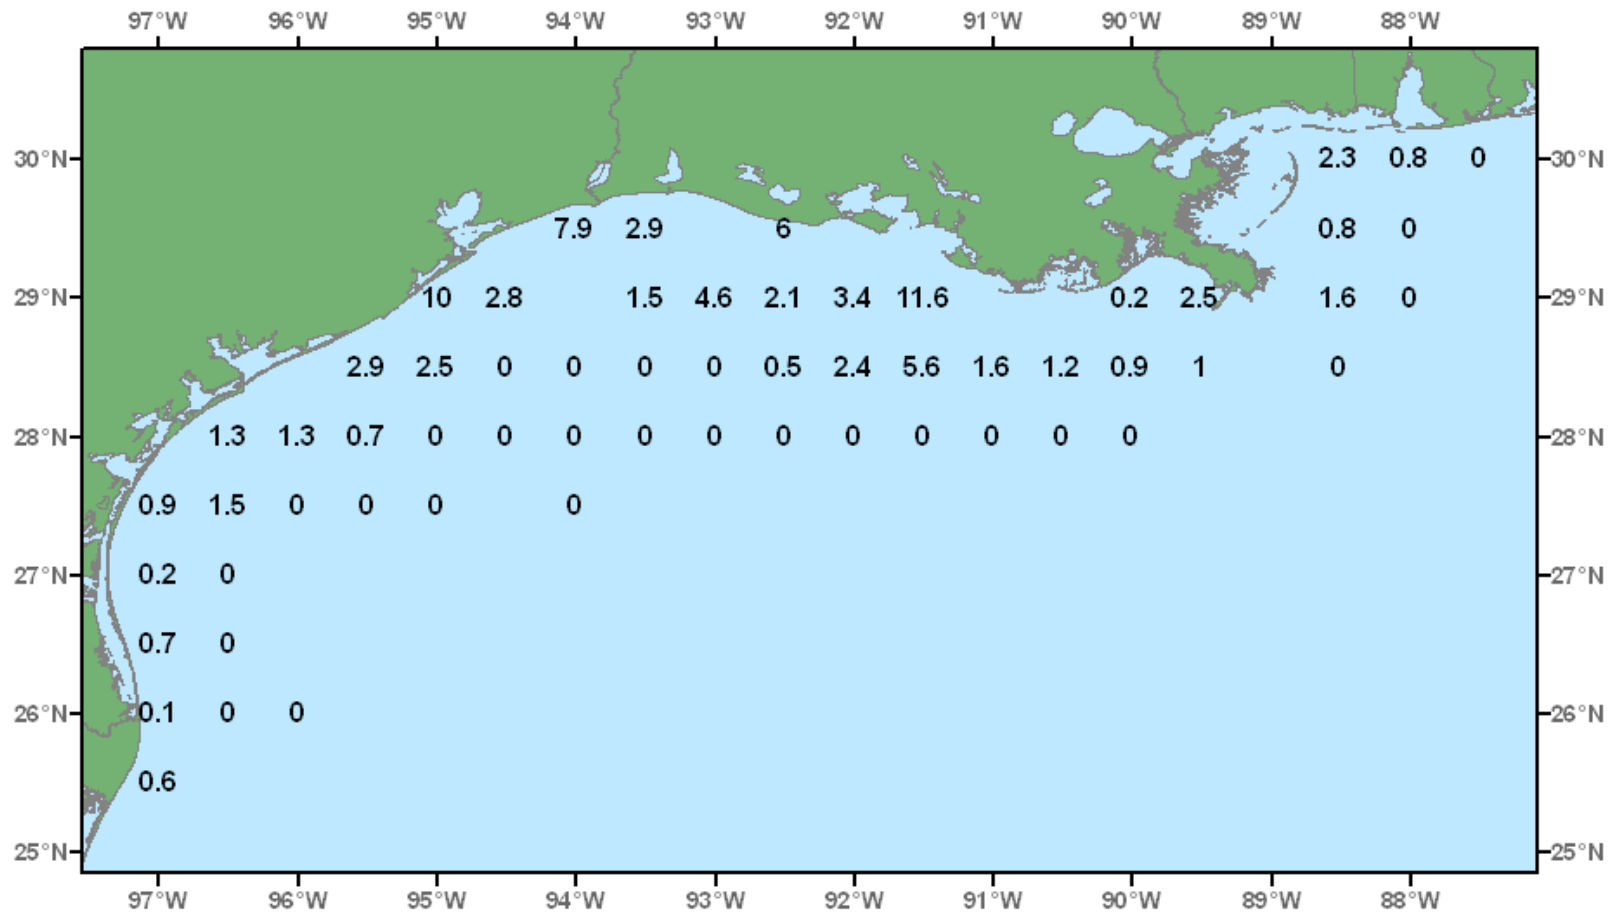 97°W 96°W 95°W 94°W 93°W 92°W 91°W 90°W 89°W 88°W
30°N 2.3 0.8 0 30°N
7.9 2.9 6 0.8 0
29°N 10 2.8 1.5 4.6 2.1 3.4 11.6 0.2 2.5 1.6 0 29°N
2.9 2.5 0 0 0 0 0.5 2.4 5.6 1.6 1.2 0.9 1 0
28°N 1.3 1.3 0.7 0 0 0 0 0 0 0 0 0 0 0 28°N
0.9 1.5 0 0 0 0
27°N 0.2 0 27°N
0.7 0
26°N 0.1 0 0 26°N
0.6
25°N 25°N
97°W 96°W 95°W 94°W 93°W 92°W 91°W 90°W 89°W 88°W